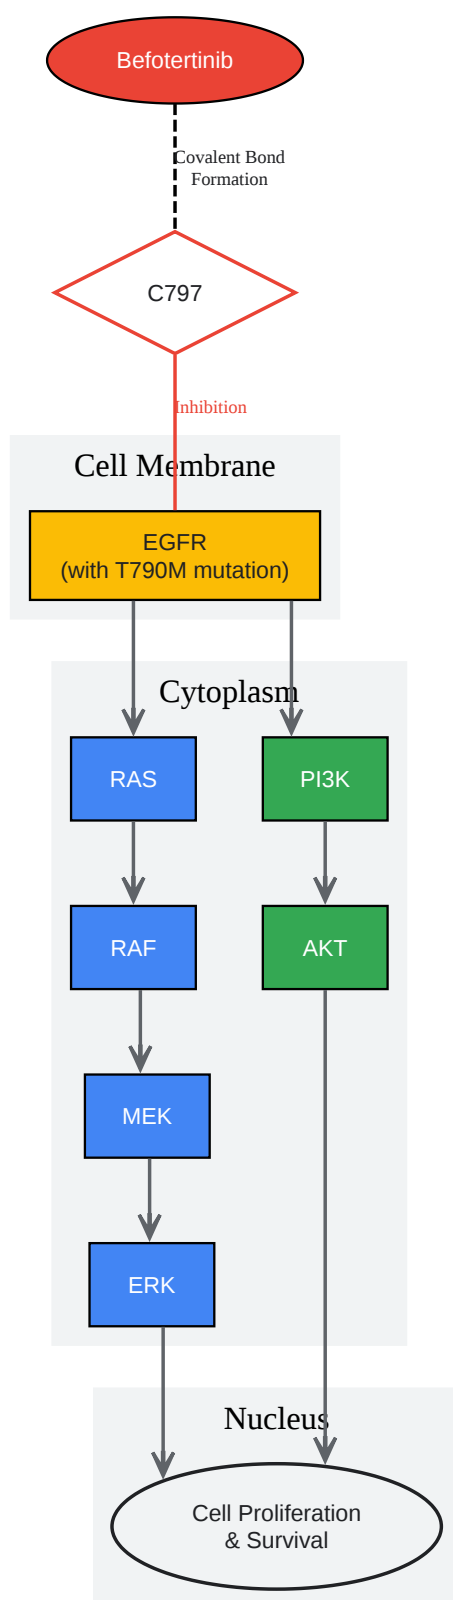 Befotertinib
Covalent Bond
Formation
C797
Inhibition
Cell Membrane
EGFR
(with T790M mutation)
Cytoplasm
RAS
PI3K
RAF
AKT
MEK
ERK
Nucleus
Cell Proliferation
& Survival